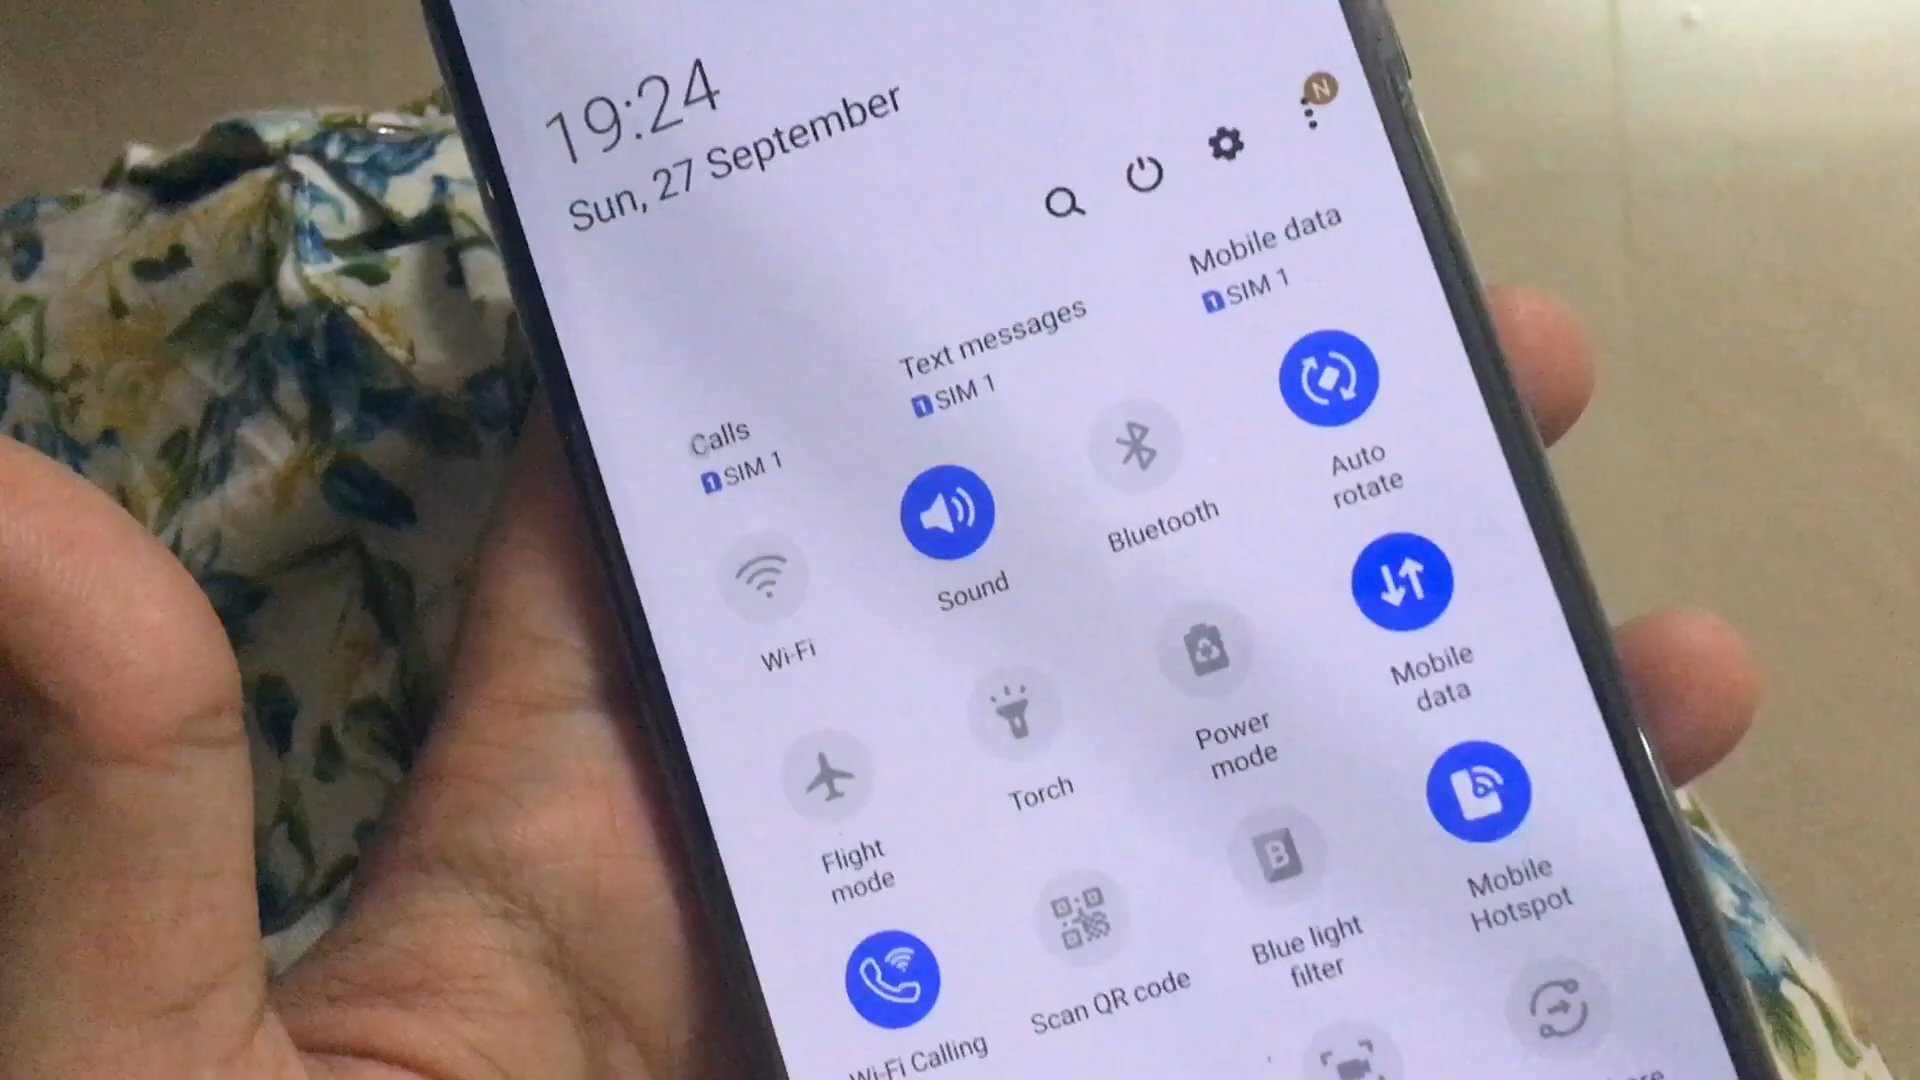 19:24
Sun, 27 September
N
Calls
1 SIM 1
Text messages
1 SIM 1
Mobile data
1 SIM 1
Wi-Fi
Sound
Bluetooth
Auto
rotate
Flight
mode
Torch
Power
mode
Mobile
data
Wi-Fi Calling
Scan QR code
B
Blue light
filter
Mobile
Hotspot